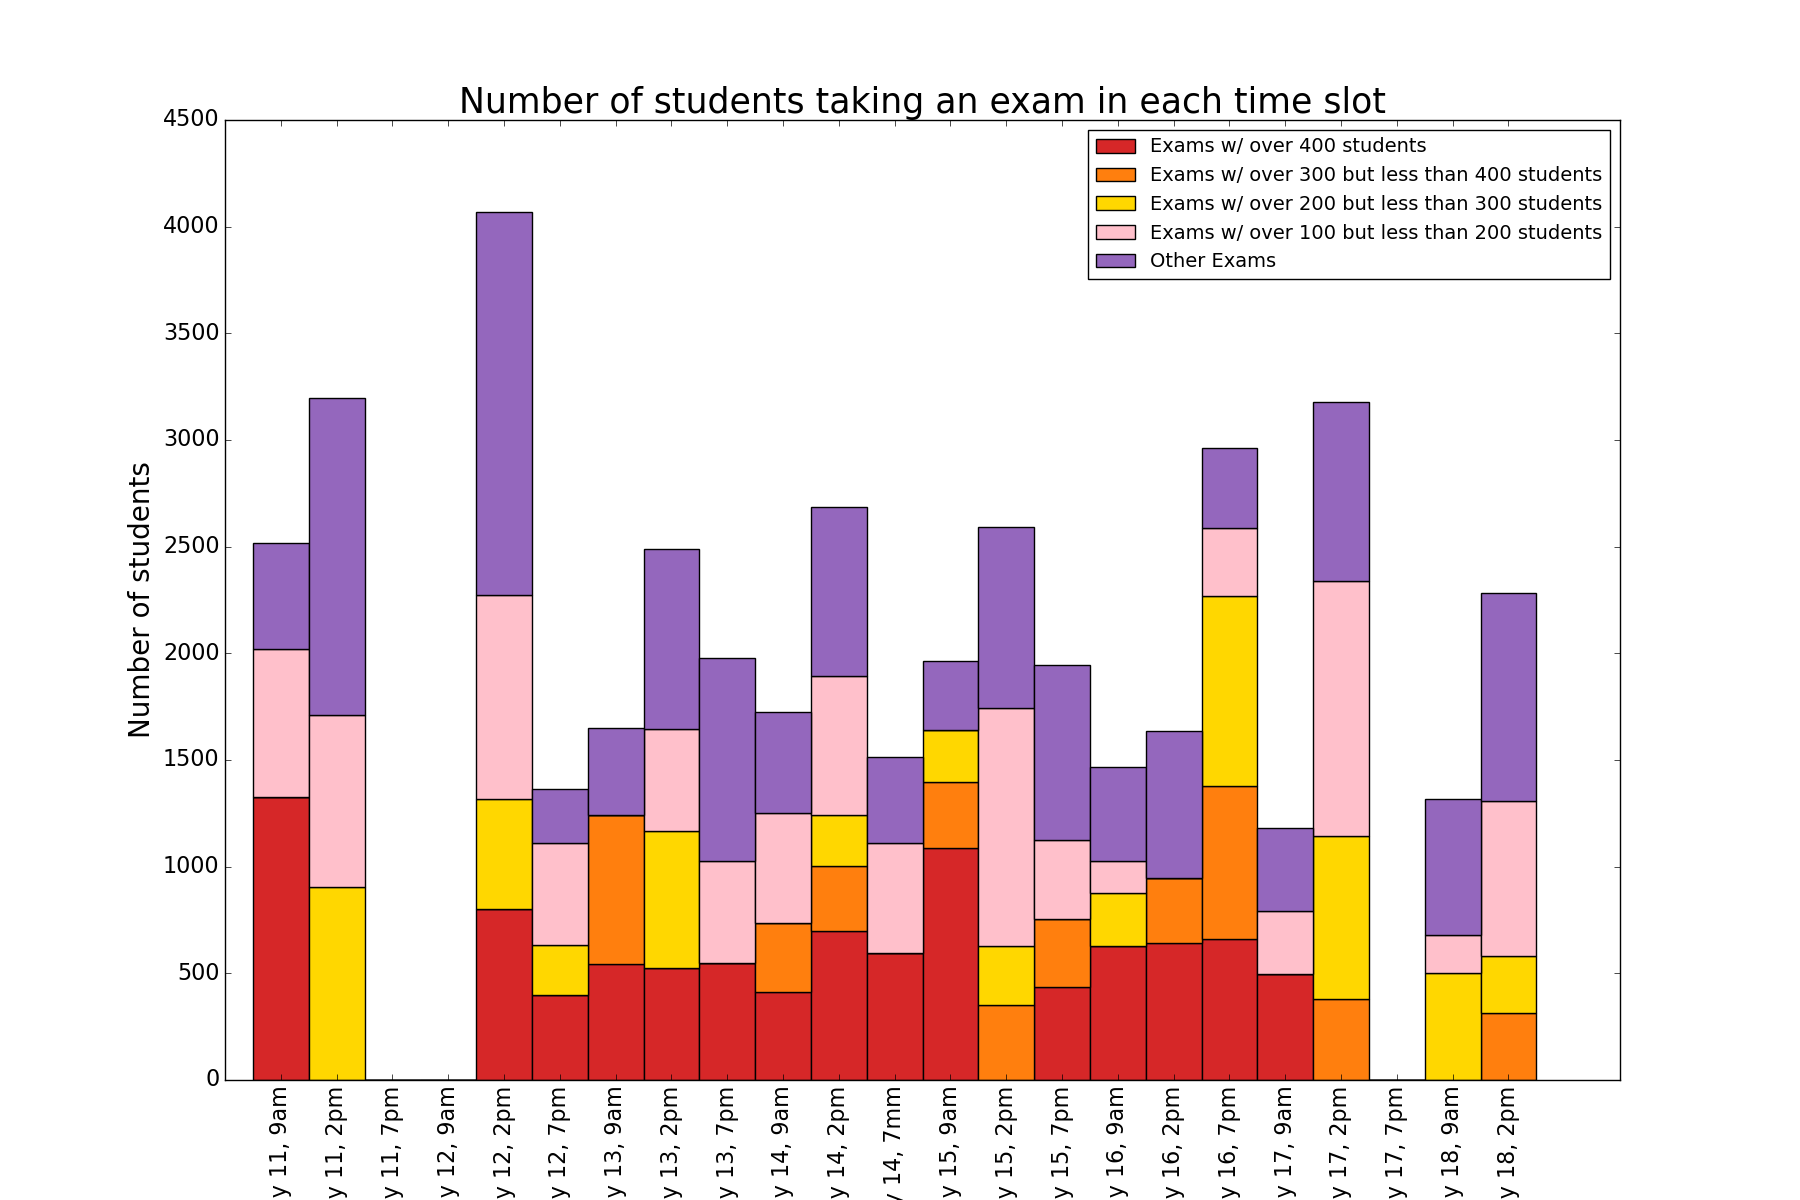 Number of students taking an exam in each time slot
Exams w/ over 400 students
Exams w/ over 300 but less than 400 students
Exams w/ over 200 but less than 300 students
Exams w/ over 100 but less than 200 students
Other Exams
Number of students
4500
4000
3500
3000
2500
2000
1500
1000
500
0
y 11, 9am
y 11, 2pm
y 11, 7pm
y 12, 9am
y 12, 2pm
y 12, 7pm
y 13, 9am
y 13, 2pm
y 13, 7pm
y 14, 9am
y 14, 2pm
y 14, 7mm
y 15, 9am
y 15, 2pm
y 15, 7pm
y 16, 9am
y 16, 2pm
y 16, 7pm
y 17, 9am
y 17, 2pm
y 17, 7pm
y 18, 9am
y 18, 2pm